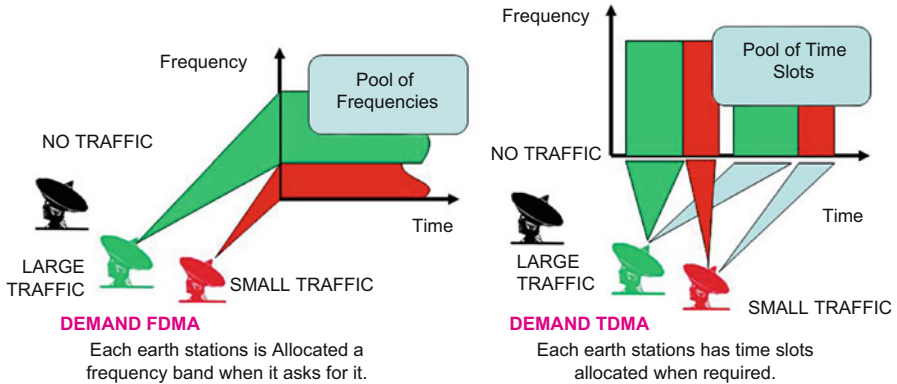 Frequency
Pool of
Frequencies
NO TRAFFIC
Time
LARGE
TRAFFIC
SMALL TRAFFIC
DEMAND FDMA
Each earth stations is Allocated a
frequency band when it asks for it.
Frequency
Pool of Time
Slots
NO TRAFFIC
Time
LARGE
TRAFFIC
SMALL TRAFFIC
DEMAND TDMA
Each earth stations has time slots
allocated when required.